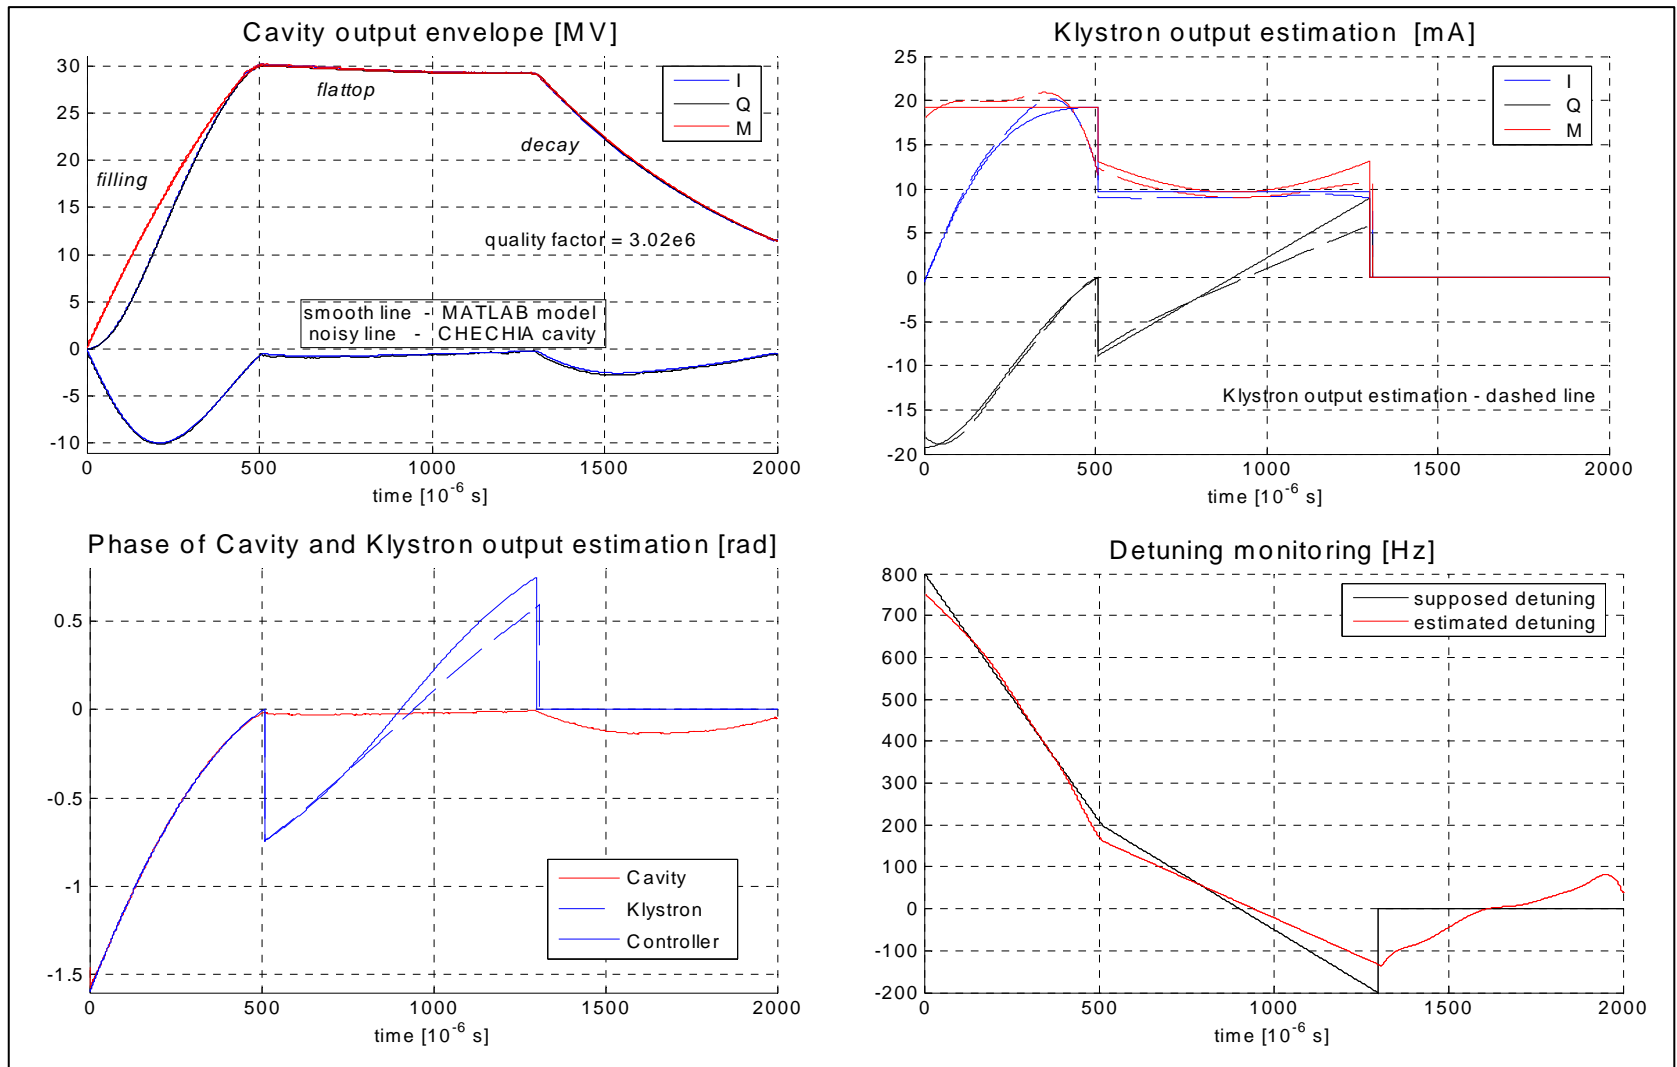 Cavity output envelope [MV]
30
25
20
15
10
5
0
-5
-10
I
Q
M
flattop
decay
filling
quality factor = 3.02e6
smooth line - MATLAB model
noisy line - CHECHIA cavity
0
500
1000
1500
2000
time [10-6 s]
Klystron output estimation [mA]
25
20
15
10
5
0
-5
-10
-15
-20
I
Q
M
Klystron output estimation - dashed line
0
500
1000
1500
2000
time [10-6 s]
Phase of Cavity and Klystron output estimation [rad]
0.5
0
-0.5
-1
-1.5
Cavity
Klystron
Controller
0
500
1000
1500
2000
time [10-6 s]
Detuning monitoring [Hz]
800
700
600
500
400
300
200
100
0
-100
-200
supposed detuning
estimated detuning
0
500
1000
1500
2000
time [10-6 s]